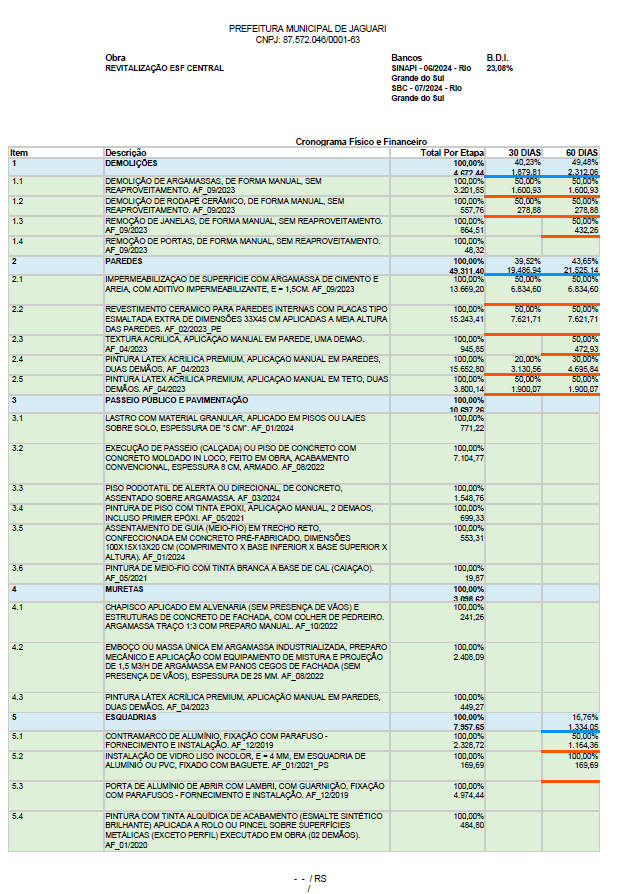 PREFEITURA MUNICIPAL DE JAGUARI
CNPJ: 87.572.046/0001-63
Obra Bancos B.D.I.
REVITALIZAÇÃO ESF CENTRAL SINAPI - 06/2024 - Rio 23,08%
Grande do Sul
SBC - 07/2024 - Rio
Grande do Sul
Cronograma Físico e Financeiro
Item Descrição Total Por Etapa 30 DIAS 60 DIAS
1 DEMOLIÇÕES 100,00% 40,23% 49,48%
4.672,44 1.879,81 2.312,06
1.1 DEMOLIÇÃO DE ARGAMASSAS, DE FORMA MANUAL, SEM 100,00% 50,00% 50,00%
REAPROVEITAMENTO. AF_09/2023 3.201,85 1.600,93 1.600,93
1.2 DEMOLIÇÃO DE RODAPÉ CERÂMICO, DE FORMA MANUAL, SEM 100,00% 50,00% 50,00%
REAPROVEITAMENTO. AF_09/2023 557,76 278,88 278,88
1.3 REMOÇÃO DE JANELAS, DE FORMA MANUAL, SEM REAPROVEITAMENTO. 100,00% 50,00%
AF_09/2023 864,51 432,26
1.4 REMOÇÃO DE PORTAS, DE FORMA MANUAL, SEM REAPROVEITAMENTO. 100,00%
AF_09/2023 48,32
2 PAREDES 100,00% 39,52% 43,65%
49.311,40 19.486,94 21.525,14
2.1 IMPERMEABILIZAÇÃO DE SUPERFÍCIE COM ARGAMASSA DE CIMENTO E 100,00% 50,00% 50,00%
AREIA, COM ADITIVO IMPERMEABILIZANTE, E = 1,5CM. AF_09/2023 13.669,20 6.834,60 6.834,60
2.2 REVESTIMENTO CERÂMICO PARA PAREDES INTERNAS COM PLACAS TIPO 100,00% 50,00% 50,00%
ESMALTADA EXTRA DE DIMENSÕES 33X45 CM APLICADAS A MEIA ALTURA 15.243,41 7.621,71 7.621,71
DAS PAREDES. AF_02/2023_PE
2.3 TEXTURA ACRÍLICA, APLICAÇÃO MANUAL EM PAREDE, UMA DEMÃO. 100,00% 50,00%
AF_04/2023 945,85 472,93
2.4 PINTURA LÁTEX ACRÍLICA PREMIUM, APLICAÇÃO MANUAL EM PAREDES, 100,00% 20,00% 30,00%
DUAS DEMÃOS. AF_04/2023 15.652,80 3.130,56 4.695,84
2.5 PINTURA LÁTEX ACRÍLICA PREMIUM, APLICAÇÃO MANUAL EM TETO, DUAS 100,00% 50,00% 50,00%
DEMÃOS. AF_04/2023 3.800,14 1.900,07 1.900,07
3 PASSEIO PÚBLICO E PAVIMENTAÇÃO 100,00%
10.697,26
3.1 LASTRO COM MATERIAL GRANULAR, APLICADO EM PISOS OU LAJES 100,00%
SOBRE SOLO, ESPESSURA DE *5 CM*. AF_01/2024 771,22
3.2 EXECUÇÃO DE PASSEIO (CALÇADA) OU PISO DE CONCRETO COM 100,00%
CONCRETO MOLDADO IN LOCO, FEITO EM OBRA, ACABAMENTO 7.104,77
CONVENCIONAL, ESPESSURA 8 CM, ARMADO. AF_08/2022
3.3 PISO PODOTÁTIL DE ALERTA OU DIRECIONAL, DE CONCRETO, 100,00%
ASSENTADO SOBRE ARGAMASSA. AF_03/2024 1.548,76
3.4 PINTURA DE PISO COM TINTA EPÓXI, APLICAÇÃO MANUAL, 2 DEMÃOS, 100,00%
INCLUSO PRIMER EPÓXI. AF_05/2021 699,33
3.5 ASSENTAMENTO DE GUIA (MEIO-FIO) EM TRECHO RETO, 100,00%
CONFECCIONADA EM CONCRETO PRÉ-FABRICADO, DIMENSÕES 553,31
100X15X13X20 CM (COMPRIMENTO X BASE INFERIOR X BASE SUPERIOR X
ALTURA). AF_01/2024
3.6 PINTURA DE MEIO-FIO COM TINTA BRANCA A BASE DE CAL (CAIAÇÃO). 100,00%
AF_05/2021 19,87
4 MURETAS 100,00%
3.098,62
4.1 CHAPISCO APLICADO EM ALVENARIA (SEM PRESENÇA DE VÃOS) E 100,00%
ESTRUTURAS DE CONCRETO DE FACHADA, COM COLHER DE PEDREIRO. 241,26
ARGAMASSA TRAÇO 1:3 COM PREPARO MANUAL. AF_10/2022
4.2 EMBOÇO OU MASSA ÚNICA EM ARGAMASSA INDUSTRIALIZADA, PREPARO 100,00%
MECÂNICO E APLICAÇÃO COM EQUIPAMENTO DE MISTURA E PROJEÇÃO 2.408,09
DE 1,5 M3/H DE ARGAMASSA EM PANOS CEGOS DE FACHADA (SEM
PRESENÇA DE VÃOS), ESPESSURA DE 25 MM. AF_08/2022
4.3 PINTURA LÁTEX ACRÍLICA PREMIUM, APLICAÇÃO MANUAL EM PAREDES, 100,00%
DUAS DEMÃOS. AF_04/2023 449,27
5 ESQUADRIAS 100,00% 16,76%
7.957,65 1.334,05
5.1 CONTRAMARCO DE ALUMÍNIO, FIXAÇÃO COM PARAFUSO - 100,00% 50,00%
FORNECIMENTO E INSTALAÇÃO. AF_12/2019 2.328,72 1.164,36
5.2 INSTALAÇÃO DE VIDRO LISO INCOLOR, E = 4 MM, EM ESQUADRIA DE 100,00% 100,00%
ALUMÍNIO OU PVC, FIXADO COM BAGUETE. AF_01/2021_PS 169,69 169,69
5.3 PORTA DE ALUMÍNIO DE ABRIR COM LAMBRI, COM GUARNIÇÃO, FIXAÇÃO 100,00%
COM PARAFUSOS - FORNECIMENTO E INSTALAÇÃO. AF_12/2019 4.974,44
5.4 PINTURA COM TINTA ALQUÍDICA DE ACABAMENTO (ESMALTE SINTÉTICO 100,00%
BRILHANTE) APLICADA A ROLO OU PINCEL SOBRE SUPERFÍCIES 484,80
METÁLICAS (EXCETO PERFIL) EXECUTADO EM OBRA (02 DEMÃOS).
AF_01/2020
- - / RS
/